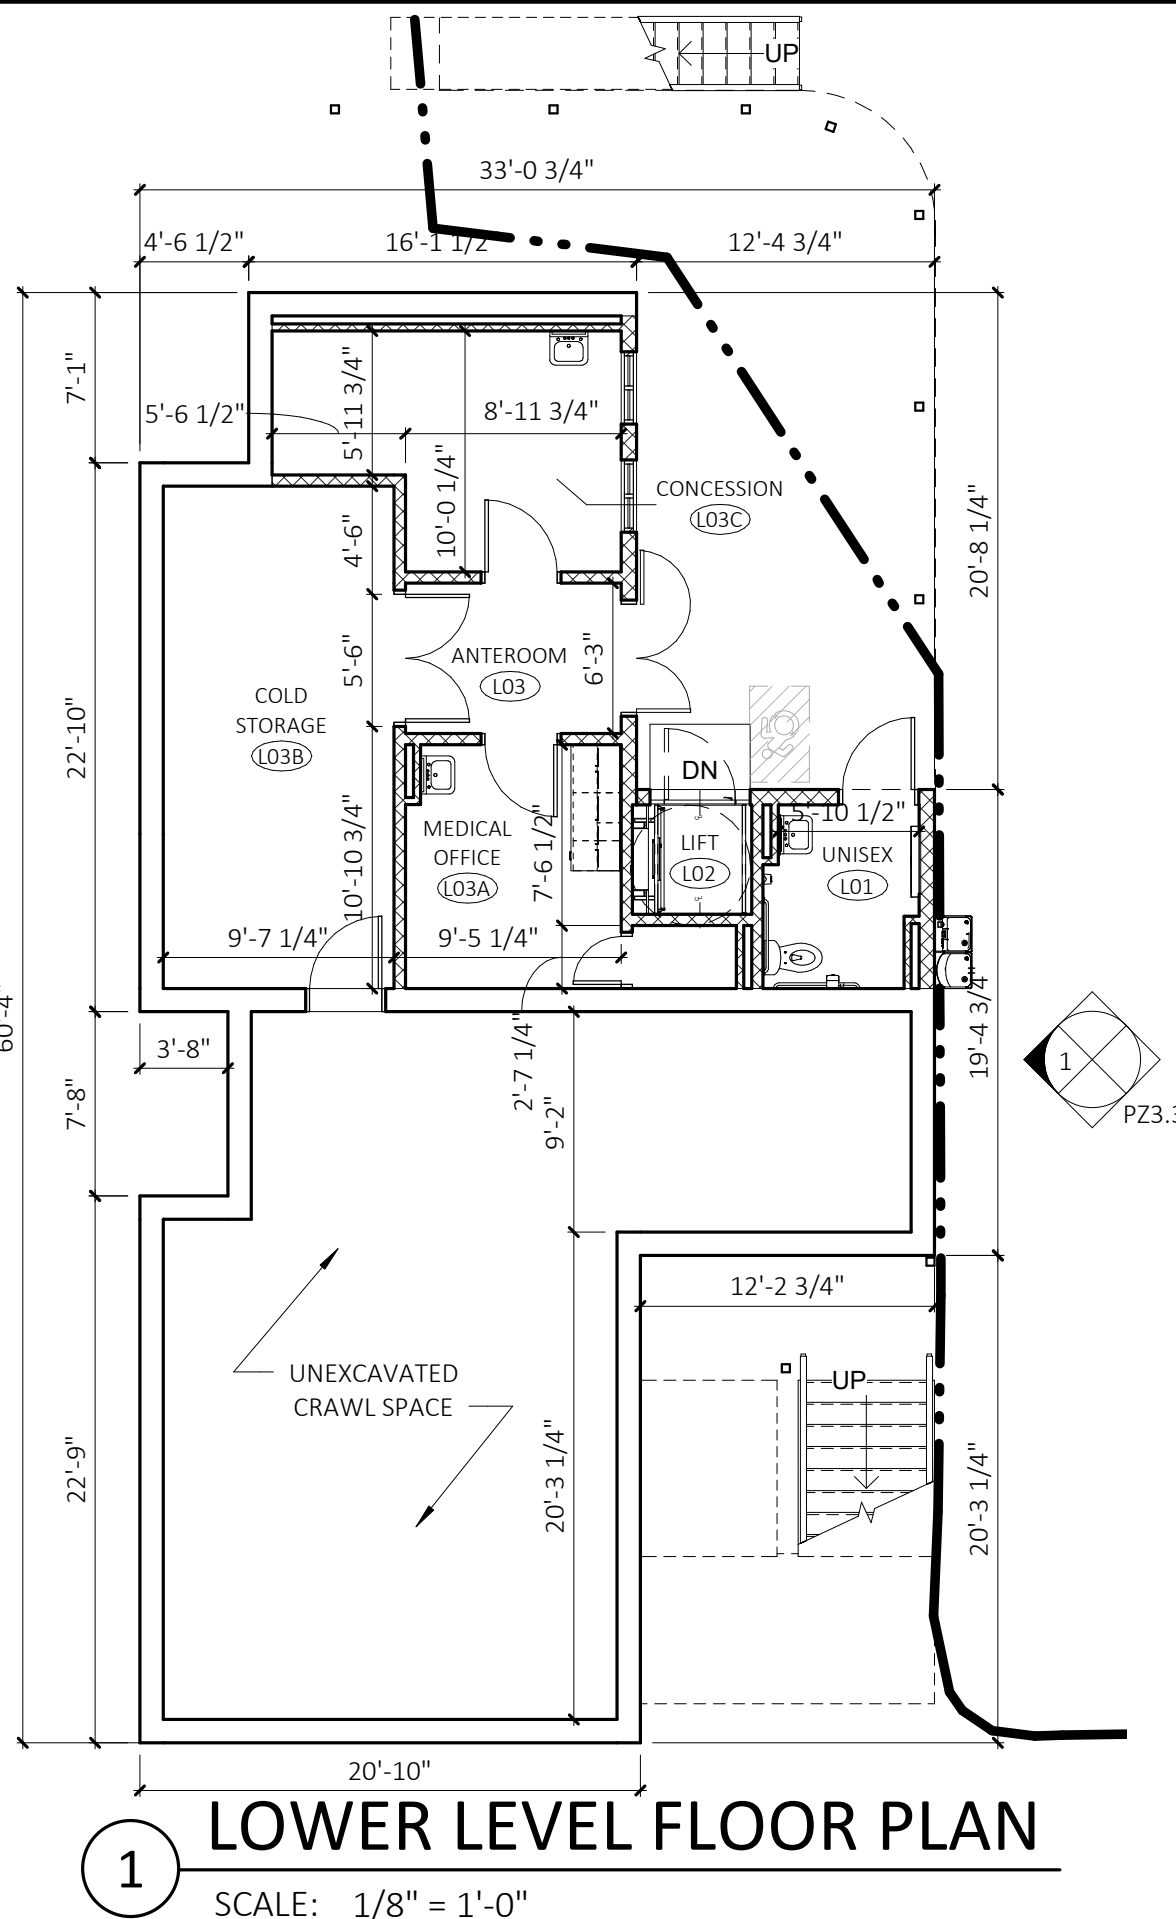 UP
33'-0 3/4"
4'-6 1/2"
16'-1 1/2
12'-4 3/4"
7'-1"
5'-6 1/2"
5'-11 3/4"
8'-11 3/4"
10'-0 1/4"
CONCESSION
L03C
20'-8 1/4"
4'-6"
5'-6"
ANTEROOM
L03
6'-3"
COLD
STORAGE
L03B
22'-10"
DN
MEDICAL
OFFICE
L03A
7'-6 1/2"
LIFT
L02
-10 1/2"
UNISEX
L01
10'-10 3/4"
9'-7 1/4"
9'-5 1/4"
60'-4"
3'-8"
7'-8"
2'-7 1/4"
9'-2"
19'-4 3/4"
1
PZ3.3
12'-2 3/4"
UNEXCAVATED
CRAWL SPACE
UP
22'-9"
20'-3 1/4"
20'-3 1/4"
20'-10"
1
LOWER LEVEL FLOOR PLAN
SCALE: 1/8" = 1'-0"